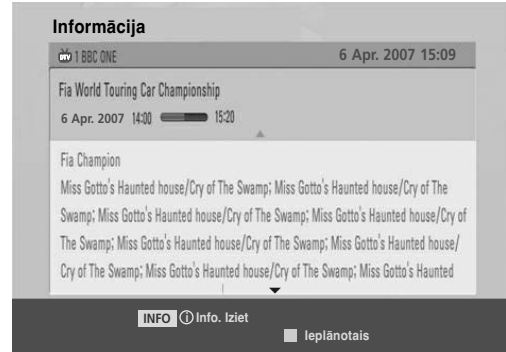 Informācija
DTV 1 BBC ONE 6 Apr. 2007 15:09
Fia World Touring Car Championship
6 Apr. 2007 14:00 15:20
Fia Champion
Miss Gotto's Haunted house/Cry of The Swamp; Miss Gotto's Haunted house/Cry of The
Swamp; Miss Gotto's Haunted house/Cry of The Swamp; Miss Gotto's Haunted house/Cry of
The Swamp; Miss Gotto's Haunted house/Cry of The Swamp; Miss Gotto's Haunted house/
Cry of The Swamp; Miss Gotto's Haunted house/Cry of The Swamp; Miss Gotto's Haunted
INFO ⓘ Info. Iziet
Ieplānotais